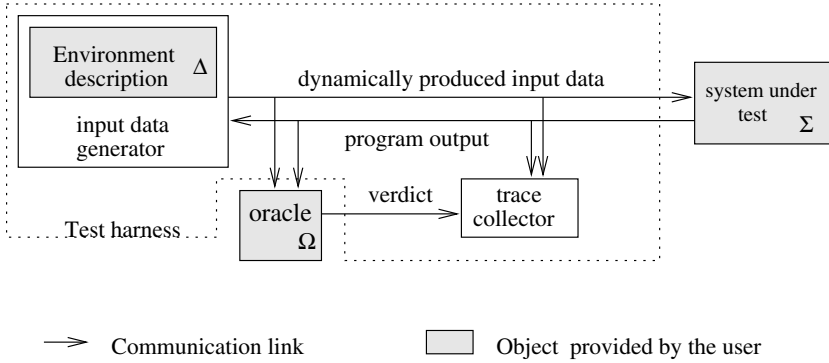 Environment
description Δ
input data
generator
dynamically produced input data
program output
system under
test
Σ
Test harness
oracle
Ω
verdict
trace
collector
Communication link
Object provided by the user